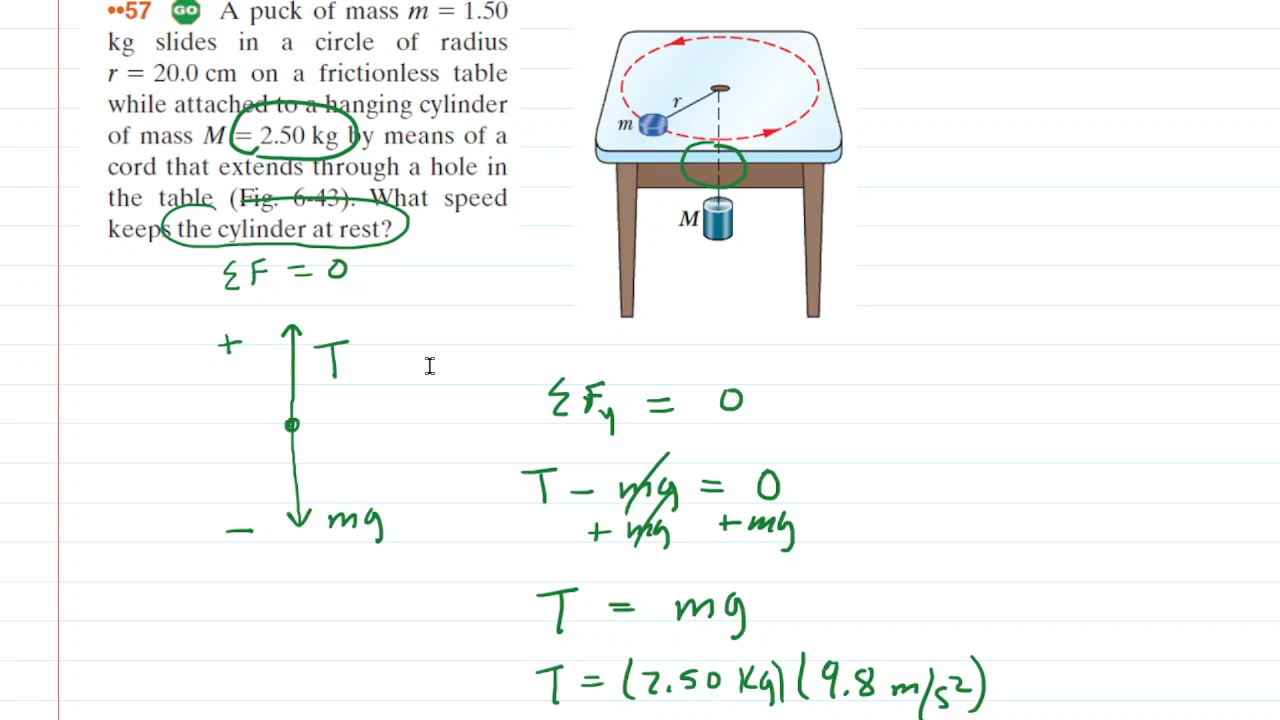 ••57 GO A puck of mass m = 1.50
kg slides in a circle of radius
r = 20.0 cm on a frictionless table
while attached to a hanging cylinder
of mass M = 2.50 kg by means of a
cord that extends through a hole in
the table (Fig. 6-43). What speed
keeps the cylinder at rest?
m
r
M
ΣF = 0
+
T
− mg
ΣFy = 0
T − mg = 0
+ mg +mg
T = mg
T = (2.50 kg)(9.8 m/s²)